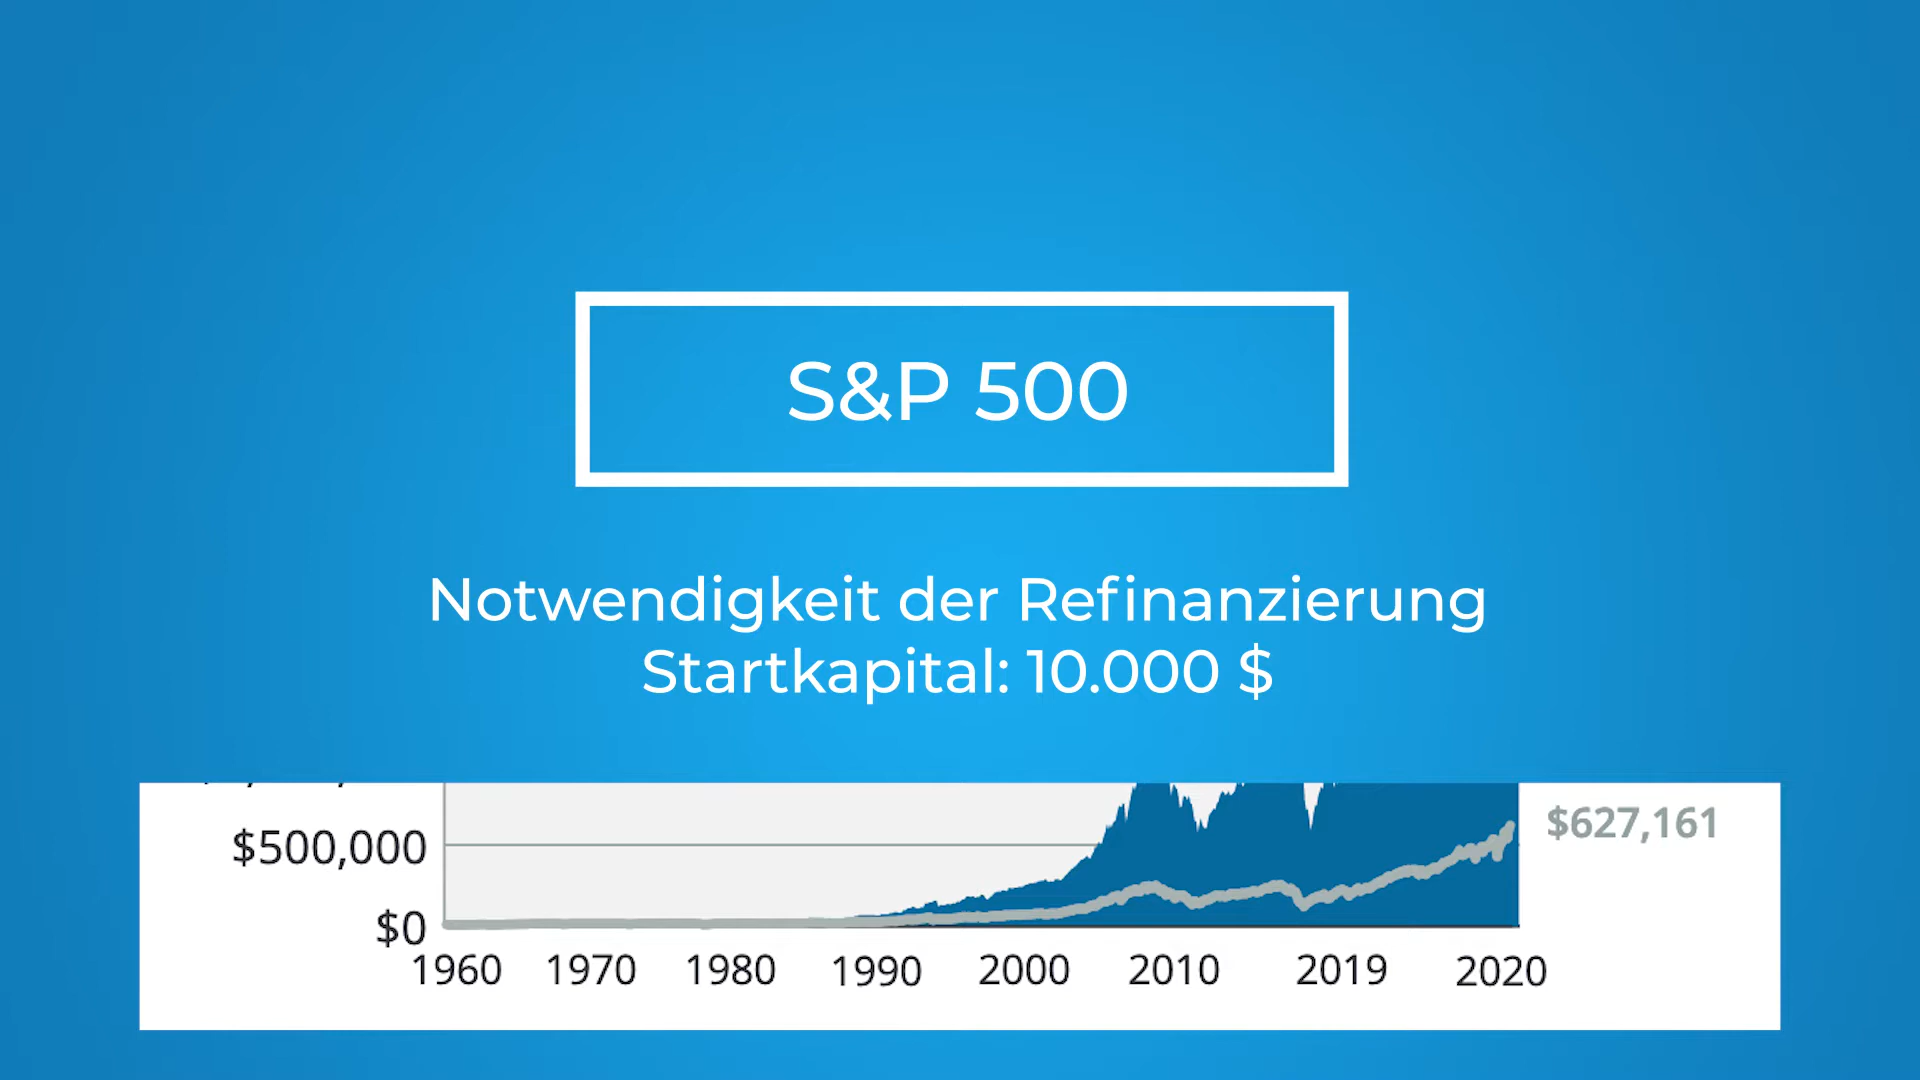 S&P 500
Notwendigkeit der Refinanzierung
Startkapital: 10.000 $
$627,161
$500,000
$0
1960 1970 1980 1990 2000 2010 2019 2020